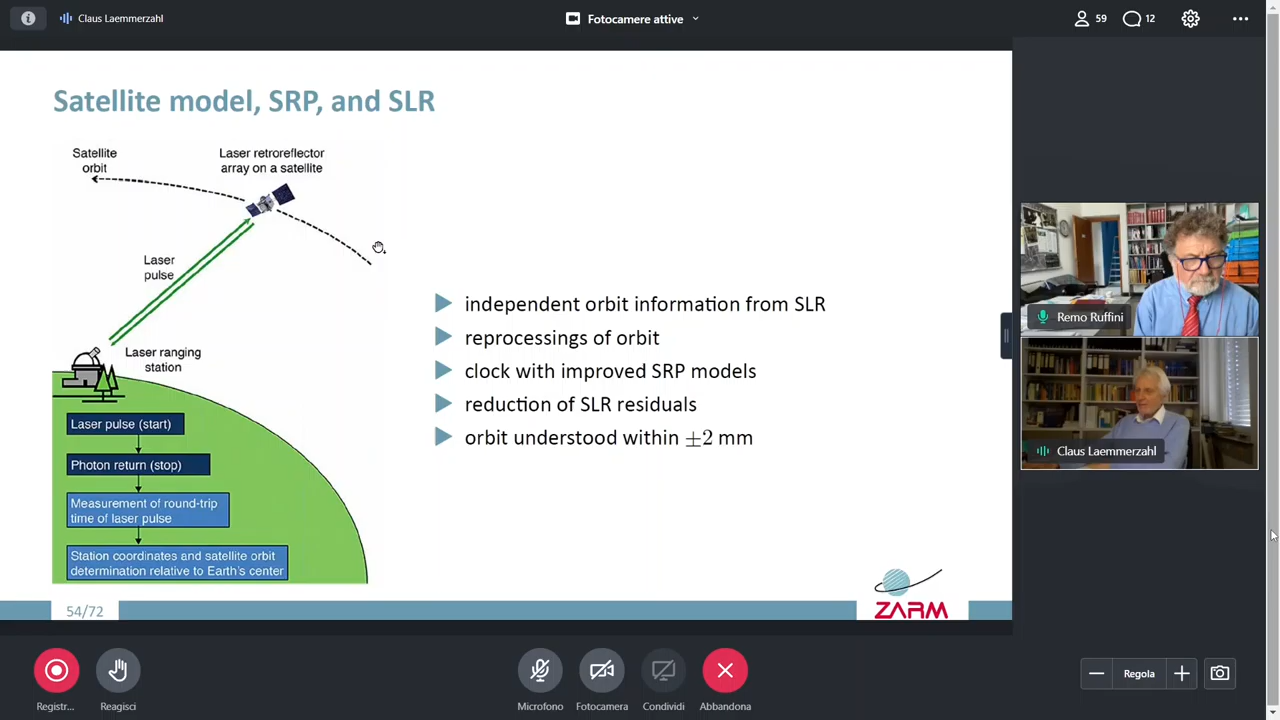 Claus Laemmerzahl
Fotocamere attive
59
12
Satellite model, SRP, and SLR
Satellite
orbit
Laser retroreflector
array on a satellite
Laser
pulse
Laser ranging
station
Laser pulse (start)
Photon return (stop)
Measurement of round-trip
time of laser pulse
Station coordinates and satellite orbit
determination relative to Earth's center
independent orbit information from SLR
reprocessings of orbit
clock with improved SRP models
reduction of SLR residuals
orbit understood within ±2 mm
54/72
ZARM
Remo Ruffini
Claus Laemmerzahl
Registr...
Reagisci
Microfono
Fotocamera
Condividi
Abbandona
Regola